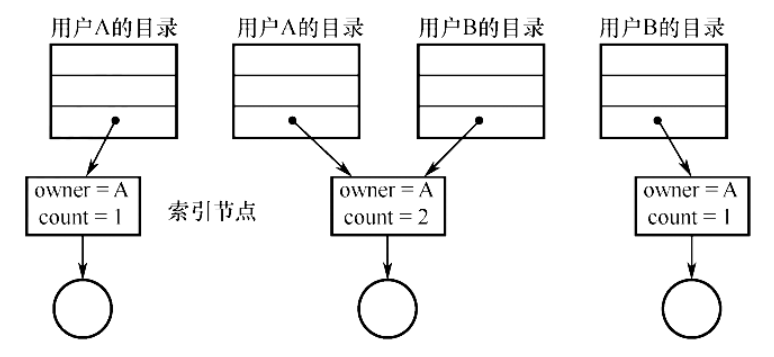 用户A的目录
用户A的目录
用户B的目录
用户B的目录
owner = A
count = 1
索引节点
owner = A
count = 2
owner = A
count = 1